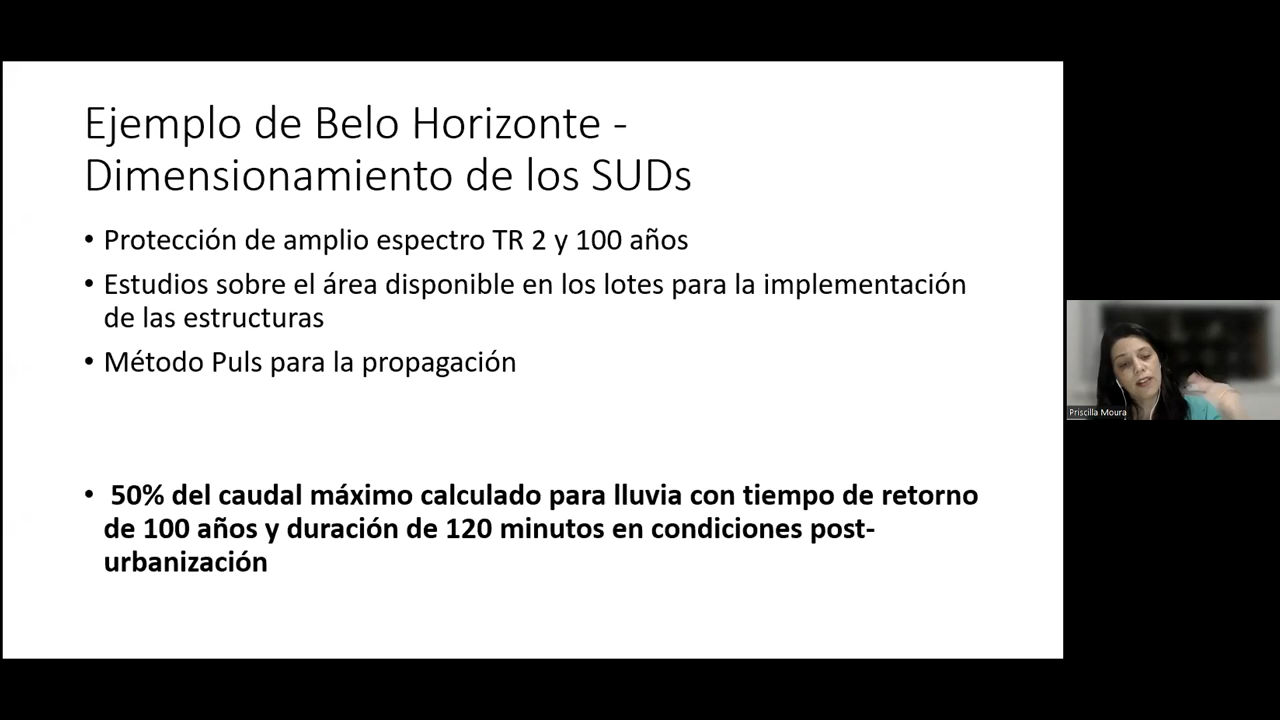 Ejemplo de Belo Horizonte -
Dimensionamiento de los SUDs
• Protección de amplio espectro TR 2 y 100 años
• Estudios sobre el área disponible en los lotes para la implementación
de las estructuras
• Método Puls para la propagación
• 50% del caudal máximo calculado para lluvia con tiempo de retorno
de 100 años y duración de 120 minutos en condiciones post-
urbanización
Priscilla Moura